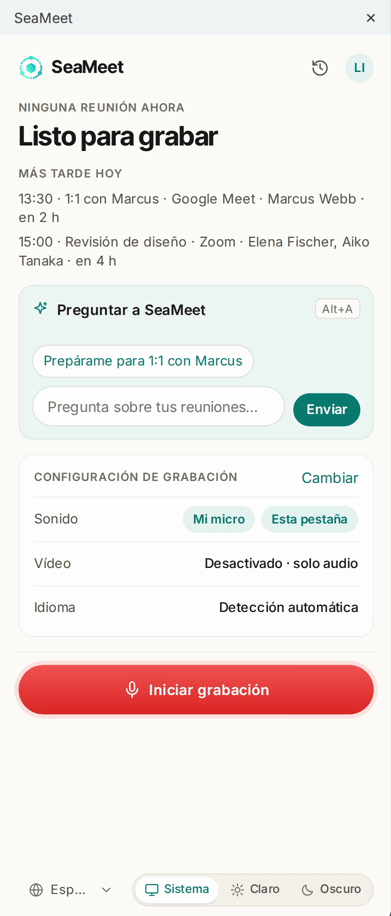 SeaMeet
SeaMeet
LI
NINGUNA REUNIÓN AHORA
Listo para grabar
MÁS TARDE HOY
13:30 · 1:1 con Marcus · Google Meet · Marcus Webb ·
en 2 h
15:00 · Revisión de diseño · Zoom · Elena Fischer, Aiko
Tanaka · en 4 h
Preguntar a SeaMeet
Alt+A
Prepárame para 1:1 con Marcus
Pregunta sobre tus reuniones...
Enviar
CONFIGURACIÓN DE GRABACIÓN
Cambiar
Sonido
Mi micro
Esta pestaña
Vídeo
Desactivado · solo audio
Idioma
Detección automática
Iniciar grabación
Esp...
Sistema
Claro
Oscuro